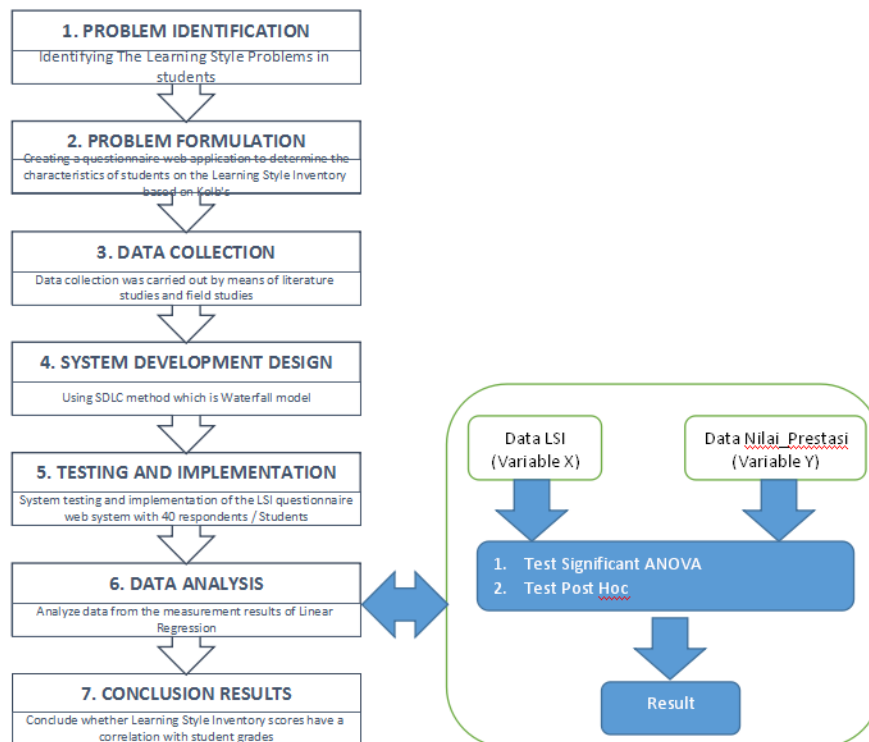 1. PROBLEM IDENTIFICATION
Identifying The Learning Style Problems in
students
2. PROBLEM FORMULATION
Creating a questionnaire web application to determine the
characteristics of students on the Learning Style Inventory
based on Kolb's
3. DATA COLLECTION
Data collection was carried out by means of literature
studies and field studies
4. SYSTEM DEVELOPMENT DESIGN
Using SDLC method which is Waterfall model
5. TESTING AND IMPLEMENTATION
System testing and implementation of the LSI questionnaire
web system with 40 respondents / Students
6. DATA ANALYSIS
Analyze data from the measurement results of Linear
Regression
7. CONCLUSION RESULTS
Conclude whether Learning Style Inventory scores have a
correlation with student grades
Data LSI
(Variable X)
Data Nilai_Prestasi
(Variable Y)
1. Test Significant ANOVA
2. Test Post Hoc
Result